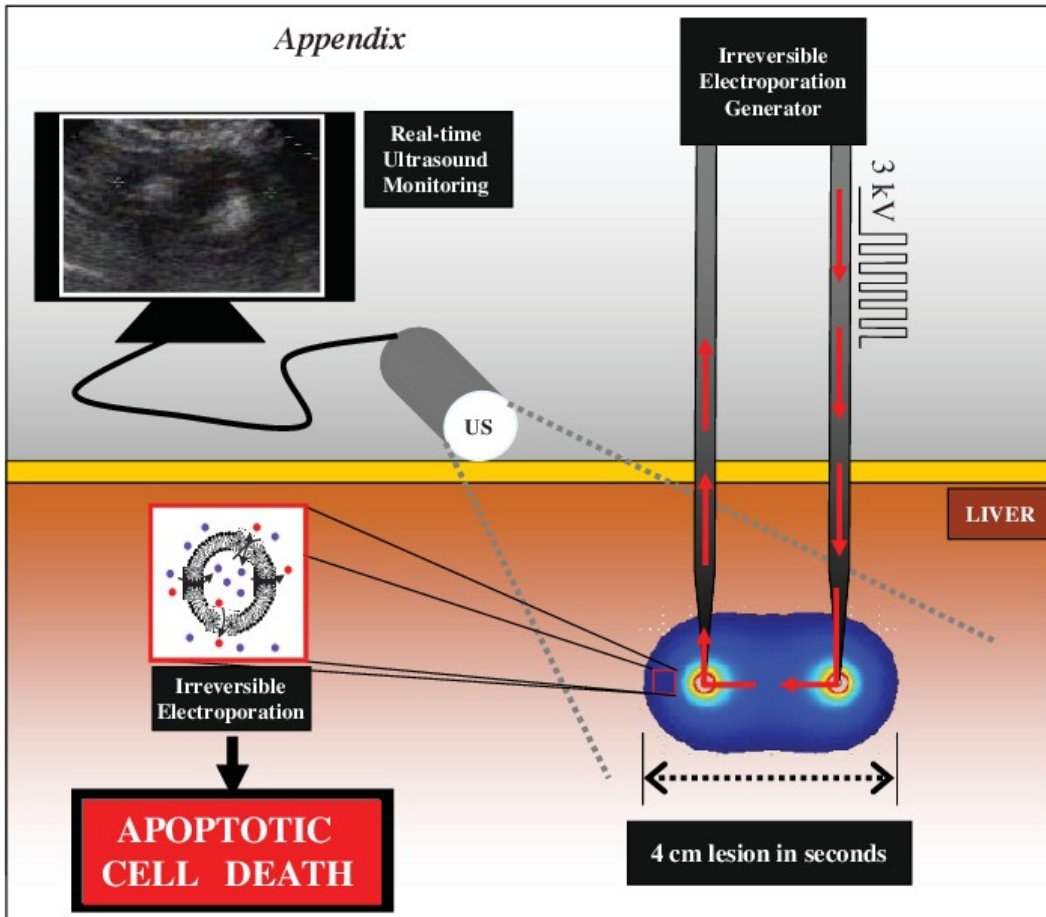 Appendix
Real-time
Ultrasound
Monitoring
Irreversible
Electroporation
Generator
3 kV
US
LIVER
Irreversible
Electroporation
APOPTOTIC
CELL DEATH
4 cm lesion in seconds